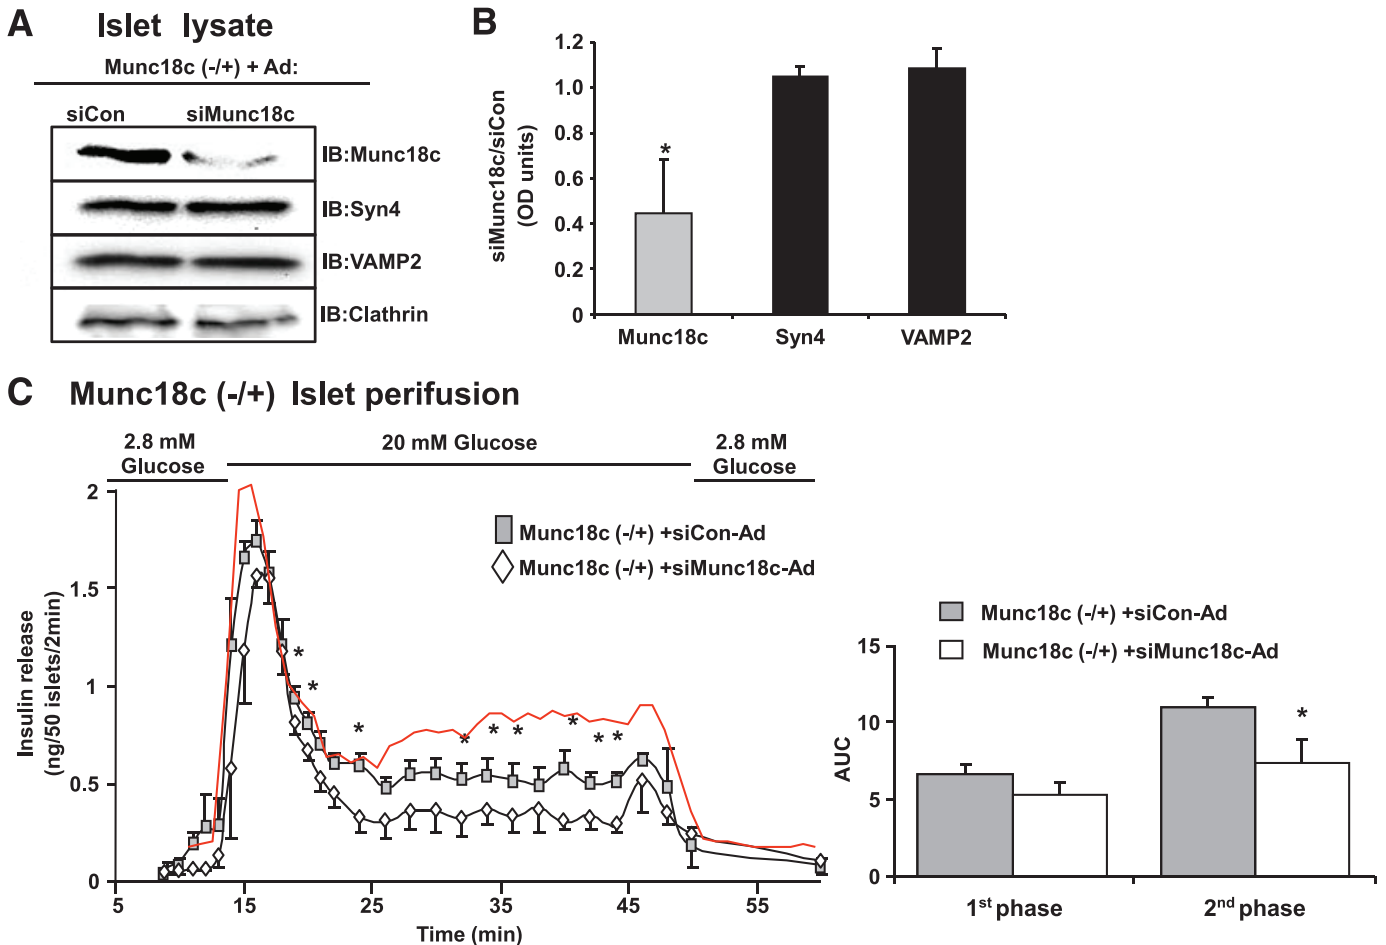 A
Islet lysate
Munc18c (-/+) + Ad:
siCon siMunc18c
IB:Munc18c
IB:Syn4
IB:VAMP2
IB:Clathrin
B
siMunc18c/siCon
(OD units)
1.2
1.0
0.8
0.6
0.4
0.2
0
*
Munc18c Syn4 VAMP2
C Munc18c (-/+) Islet perifusion
2.8 mM
Glucose
20 mM Glucose
2.8 mM
Glucose
Munc18c (-/+) +siCon-Ad
Munc18c (-/+) +siMunc18c-Ad
Insulin release
(ng/50 islets/2min)
2
1.5
1
0.5
0
* * * * * * * * *
5 15 25 35 45 55
Time (min)
Munc18c (-/+) +siCon-Ad
Munc18c (-/+) +siMunc18c-Ad
AUC
15
10
5
0
*
1st phase 2nd phase